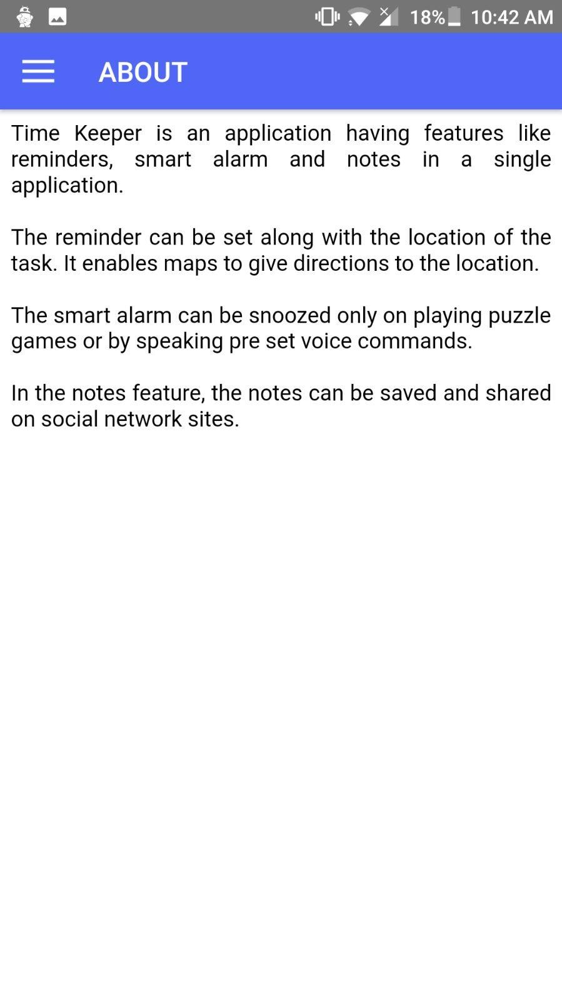 18% 10:42 AM
ABOUT
Time Keeper is an application having features like
reminders, smart alarm and notes in a single
application.
The reminder can be set along with the location of the
task. It enables maps to give directions to the location.
The smart alarm can be snoozed only on playing puzzle
games or by speaking pre set voice commands.
In the notes feature, the notes can be saved and shared
on social network sites.